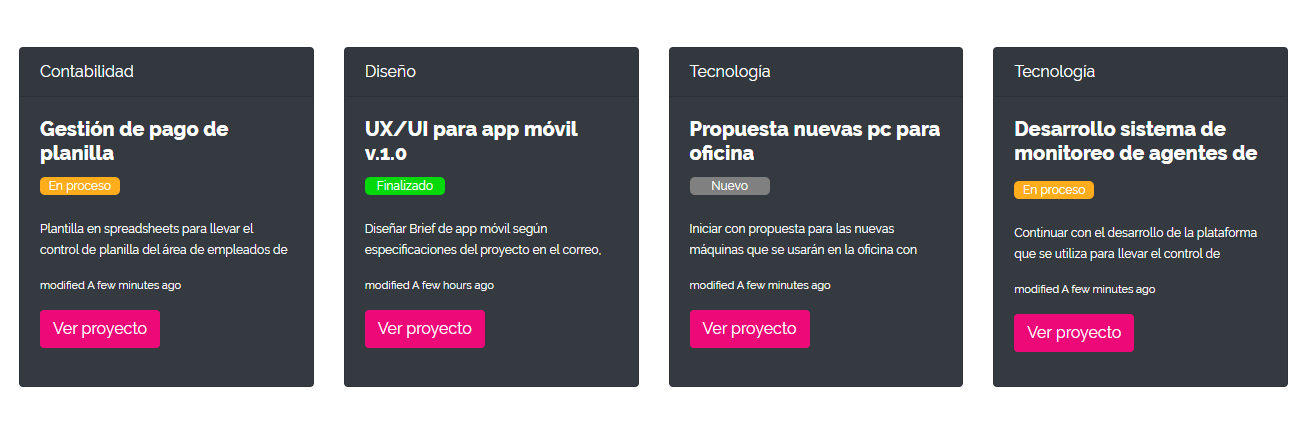 Contabilidad
Gestión de pago de
planilla
En proceso
Plantilla en spreadsheets para llevar el
control de planilla del área de empleados de
modified A few minutes ago
Ver proyecto
Diseño
UX/UI para app móvil
v.1.0
Finalizado
Diseñar Brief de app móvil según
especificaciones del proyecto en el correo,
modified A few hours ago
Ver proyecto
Tecnología
Propuesta nuevas pc para
oficina
Nuevo
Iniciar con propuesta para las nuevas
máquinas que se usarán en la oficina con
modified A few minutes ago
Ver proyecto
Tecnología
Desarrollo sistema de
monitoreo de agentes de
En proceso
Continuar con el desarrollo de la plataforma
que se utiliza para llevar el control de
modified A few minutes ago
Ver proyecto